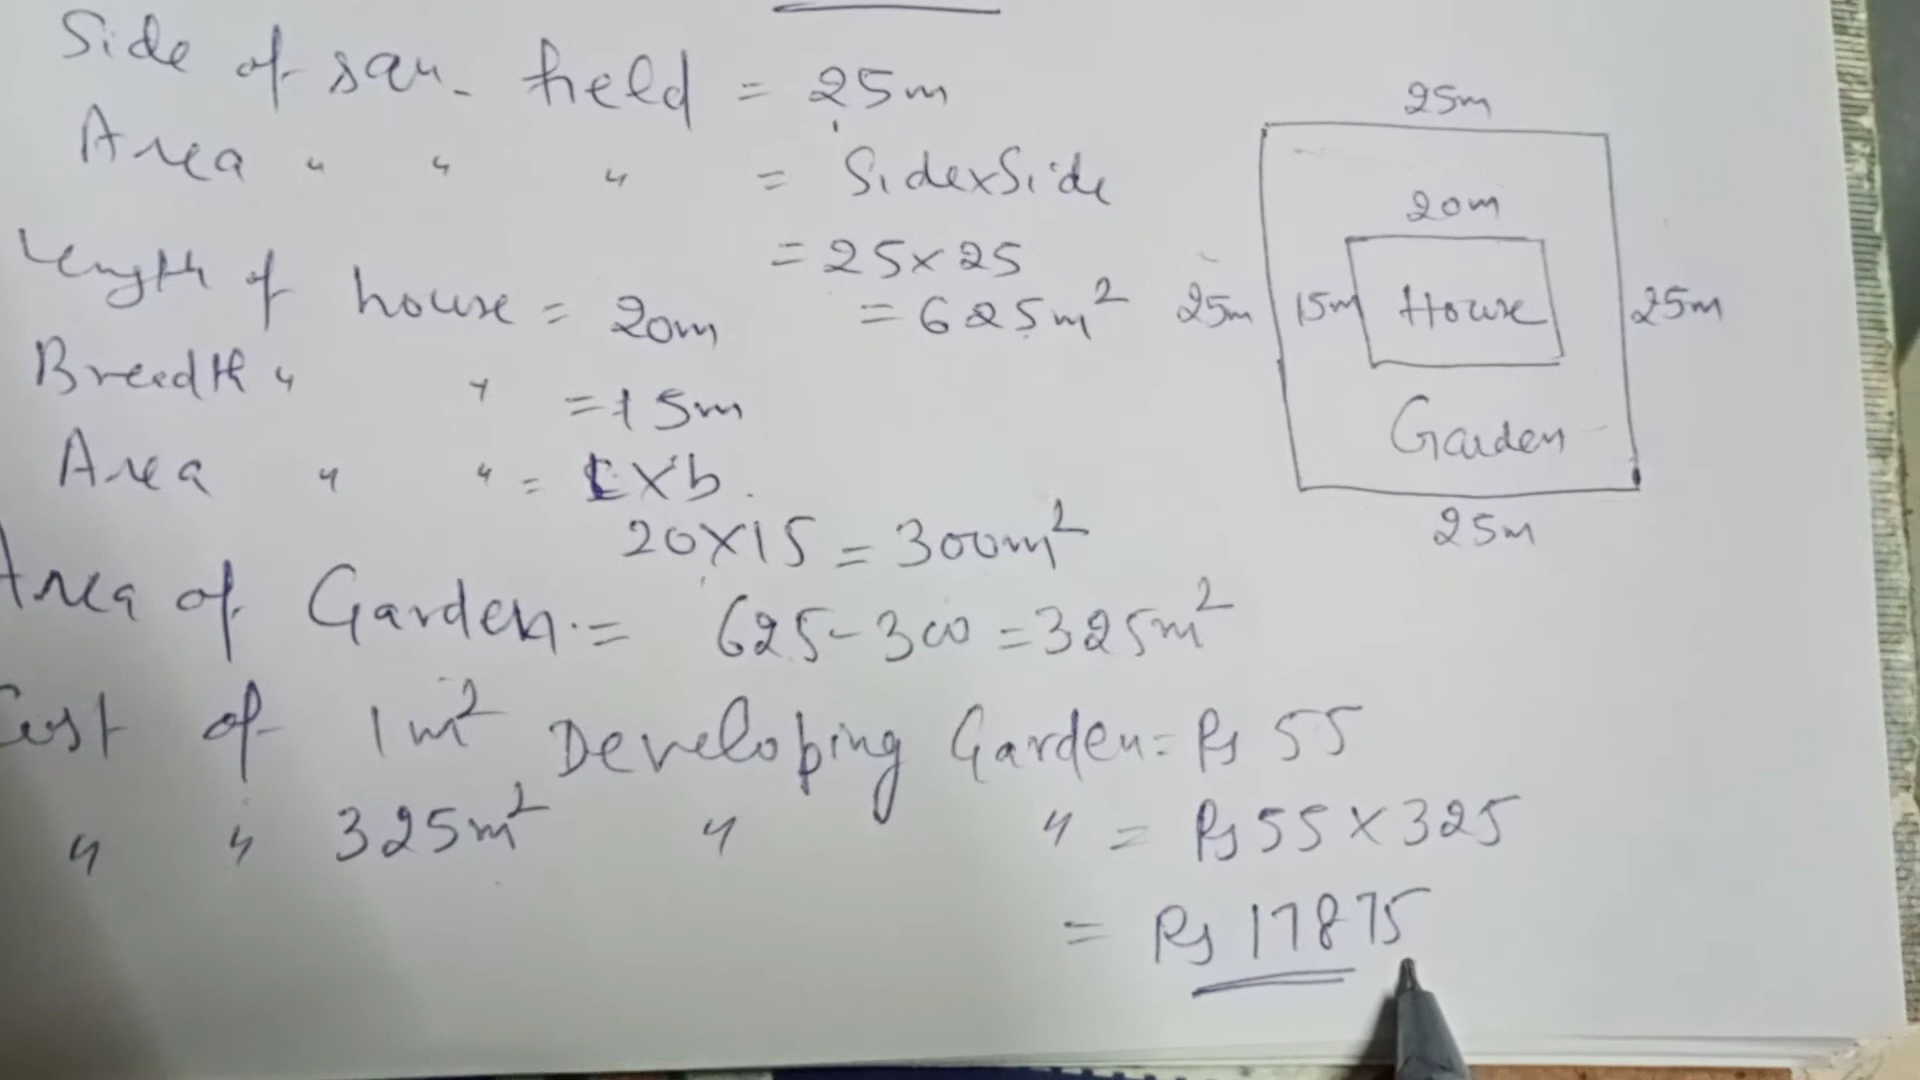 Side of squ. field = 25m
Area " " " = Side×Side
= 25×25
= 625m²
Length of house = 20m
Breadth " " = 15m
Area " " = L×b.
20×15 = 300m²
Area of Garden = 625-300 = 325m²
Cost of 1m² Developing Garden = Rs 55
" " 325m² " " = Rs 55×325
= Rs 17875
25m
20m
25m 15m House 25m
Garden
25m